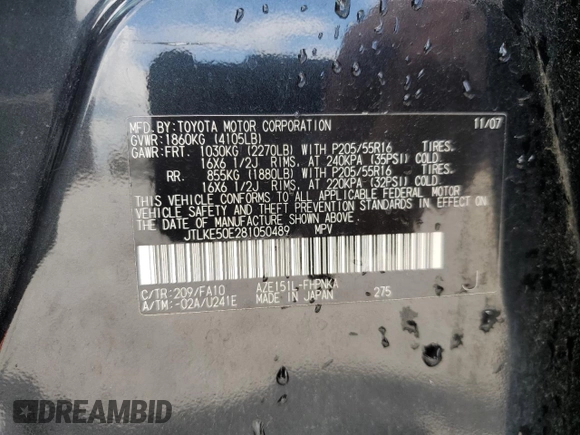 MFD.BY:TOYOTA MOTOR CORPORATION 11/07
GVWR:1860KG (4105LB)
GAWR:FRT. 1030KG (2270LB) WITH P205/55R16 TIRES.
16X6 1/2J RIMS, AT 240KPA (35PSI) COLD
RR. 855KG (1880LB) WITH P205/55R16 TIRES.
16X6 1/2J RIMS, AT 220KPA (32PSI) COLD
THIS VEHICLE CONFORMS TO ALL APPLICABLE FEDERAL MOTOR
VEHICLE SAFETY AND THEFT PREVENTION STANDARDS IN EFFECT ON
THE DATE OF MANUFACTURE SHOWN ABOVE.
JTLKE50E281050489 MPV
C/TR:209/FA10 AZE151L-FHPNKA
A/TM:-02A/U241E MADE IN JAPAN 275 J
DREAMBID